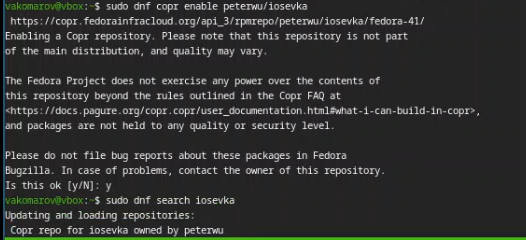 vakomarov@vbox:~$ sudo dnf copr enable peterwu/iosevka
https://copr.fedorainfracloud.org/api_3/rpmrepo/peterwu/iosevka/fedora-41/
Enabling a Copr repository. Please note that this repository is not part
of the main distribution, and quality may vary.

The Fedora Project does not exercise any power over the contents of
this repository beyond the rules outlined in the Copr FAQ at
<https://docs.pagure.org/copr.copr/user_documentation.html#what-i-can-build-in-copr>,
and packages are not held to any quality or security level.

Please do not file bug reports about these packages in Fedora
Bugzilla. In case of problems, contact the owner of this repository.
Is this ok [y/N]: y
vakomarov@vbox:~$ sudo dnf search iosevka
Updating and loading repositories:
Copr repo for iosevka owned by peterwu